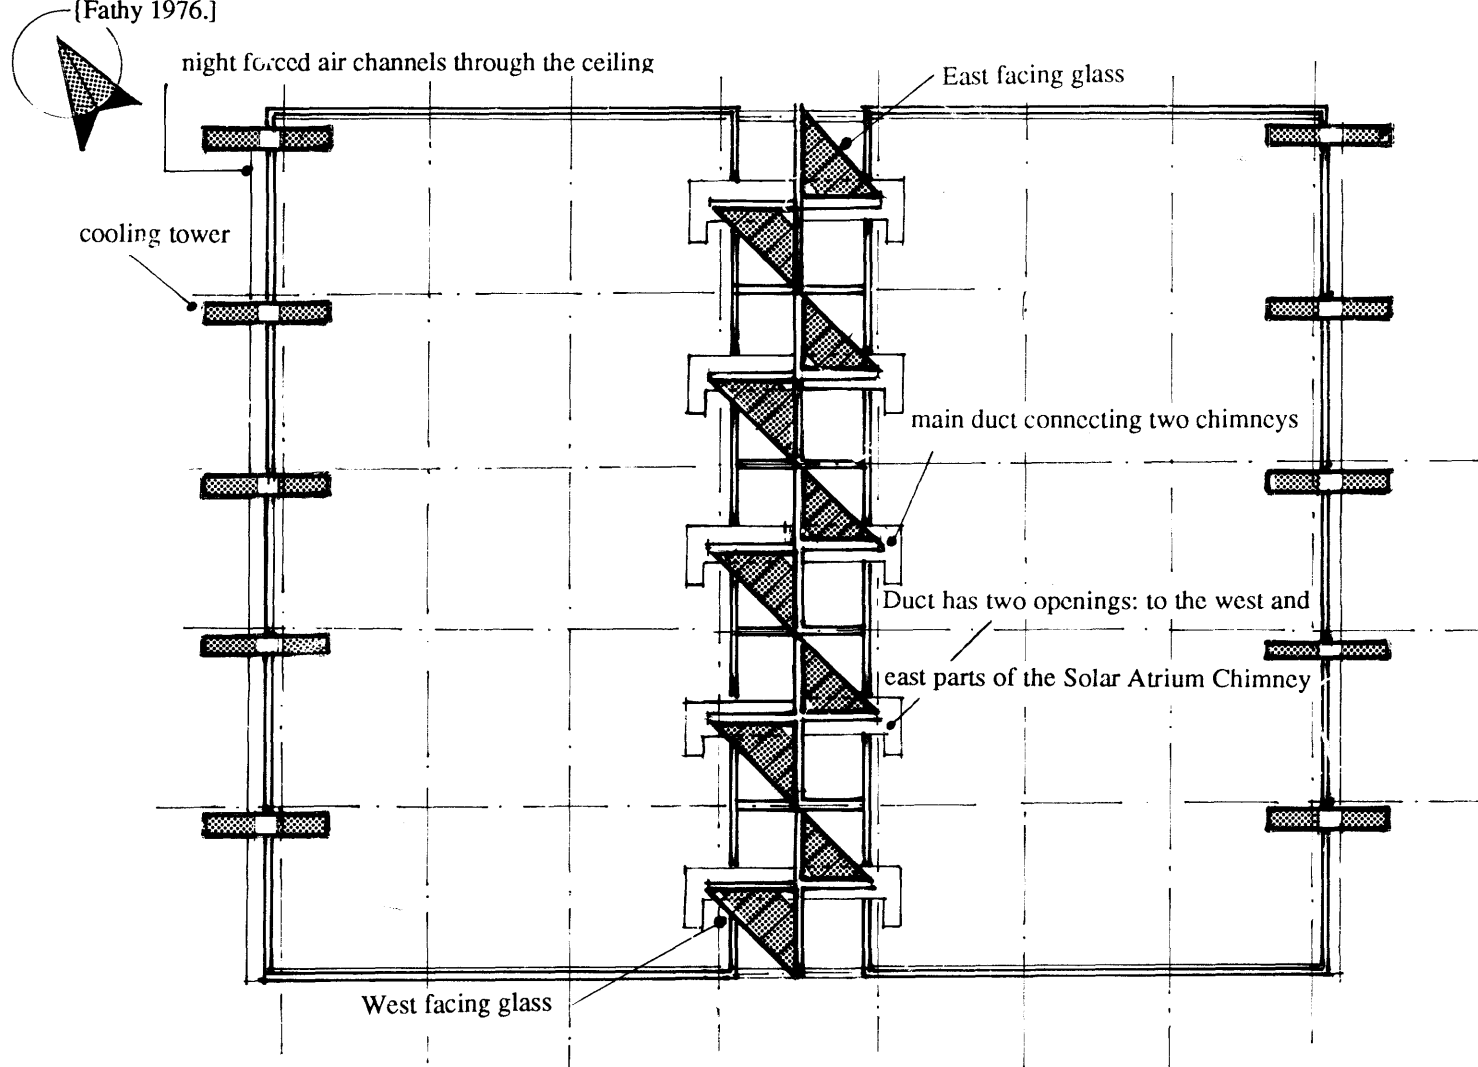 [Fathy 1976.]
night forced air channels through the ceiling
East facing glass
cooling tower
main duct connecting two chimneys
Duct has two openings: to the west and
east parts of the Solar Atrium Chimney
West facing glass